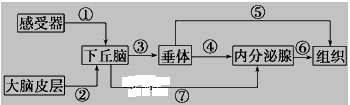 感受器 ① ⑤
下丘脑 ③ 垂体 ④ 内分泌腺 ⑥ 组织
大脑皮层 ② ⑦